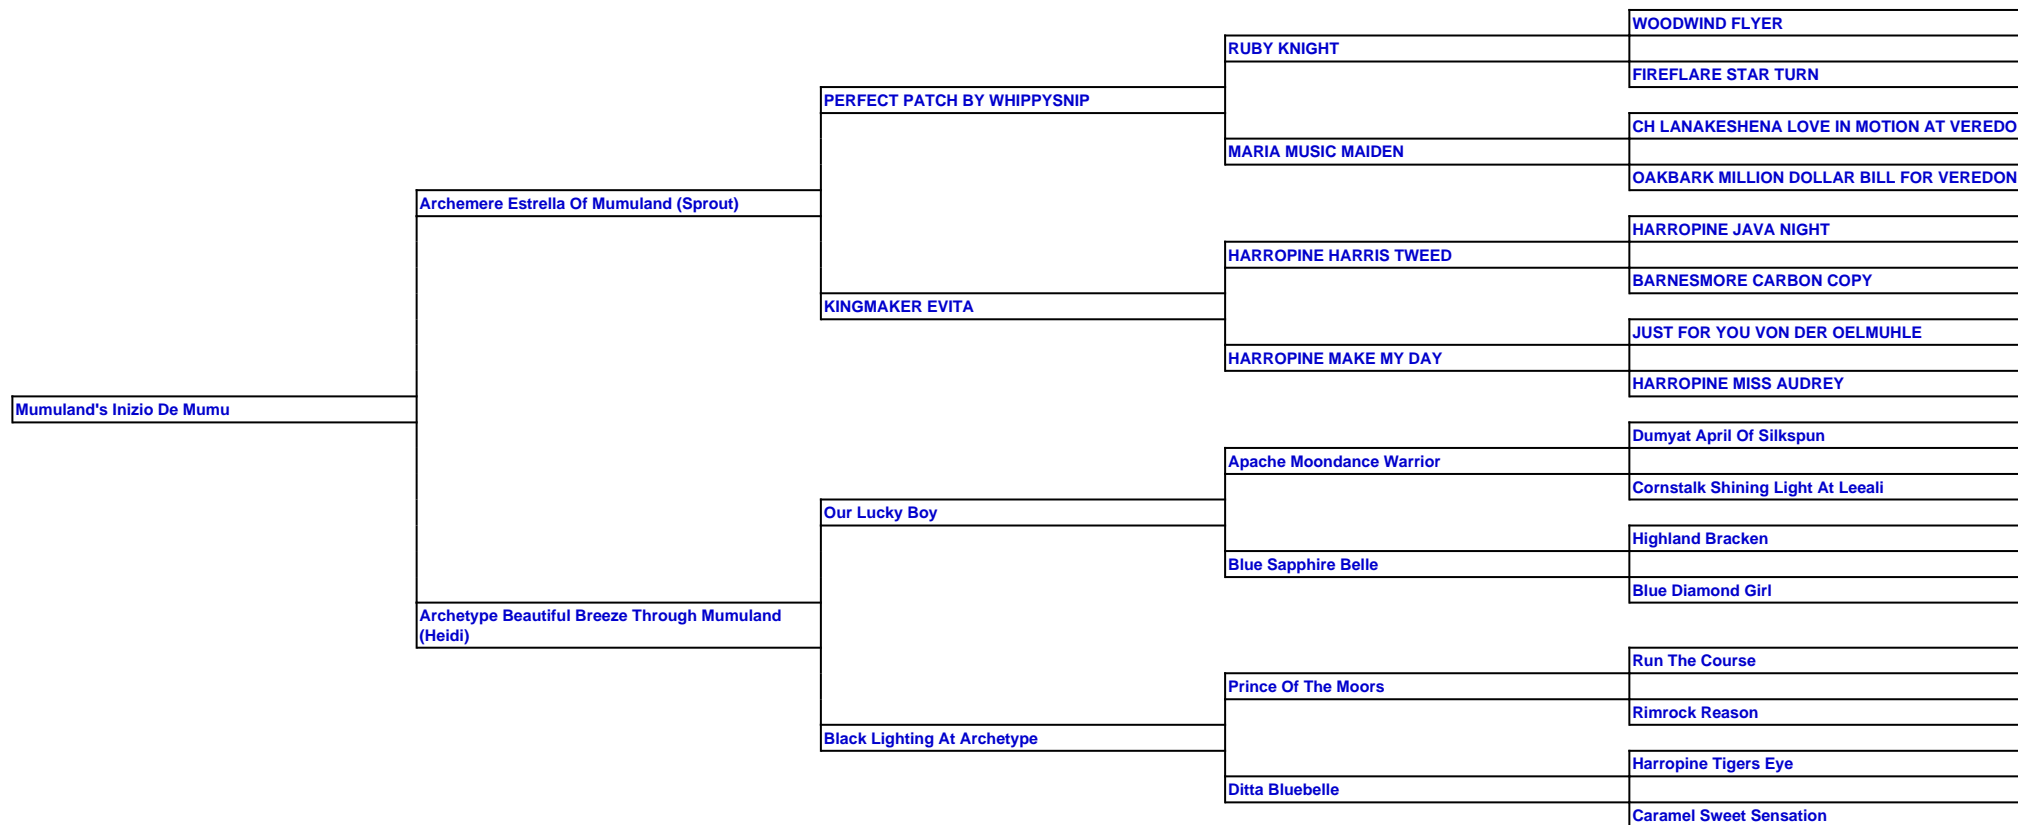 WOODWIND FLYER
RUBY KNIGHT
FIREFLARE STAR TURN
PERFECT PATCH BY WHIPPYSNIP
CH LANAKESHENA LOVE IN MOTION AT VEREDO
MARIA MUSIC MAIDEN
OAKBARK MILLION DOLLAR BILL FOR VEREDON
Archemere Estrella Of Mumuland (Sprout)
HARROPINE JAVA NIGHT
HARROPINE HARRIS TWEED
BARNESMORE CARBON COPY
KINGMAKER EVITA
JUST FOR YOU VON DER OELMUHLE
HARROPINE MAKE MY DAY
HARROPINE MISS AUDREY
Mumuland's Inizio De Mumu
Dumyat April Of Silkspun
Apache Moondance Warrior
Cornstalk Shining Light At Leeali
Our Lucky Boy
Highland Bracken
Blue Sapphire Belle
Blue Diamond Girl
Archetype Beautiful Breeze Through Mumuland
(Heidi)
Run The Course
Prince Of The Moors
Rimrock Reason
Black Lighting At Archetype
Harropine Tigers Eye
Ditta Bluebelle
Caramel Sweet Sensation